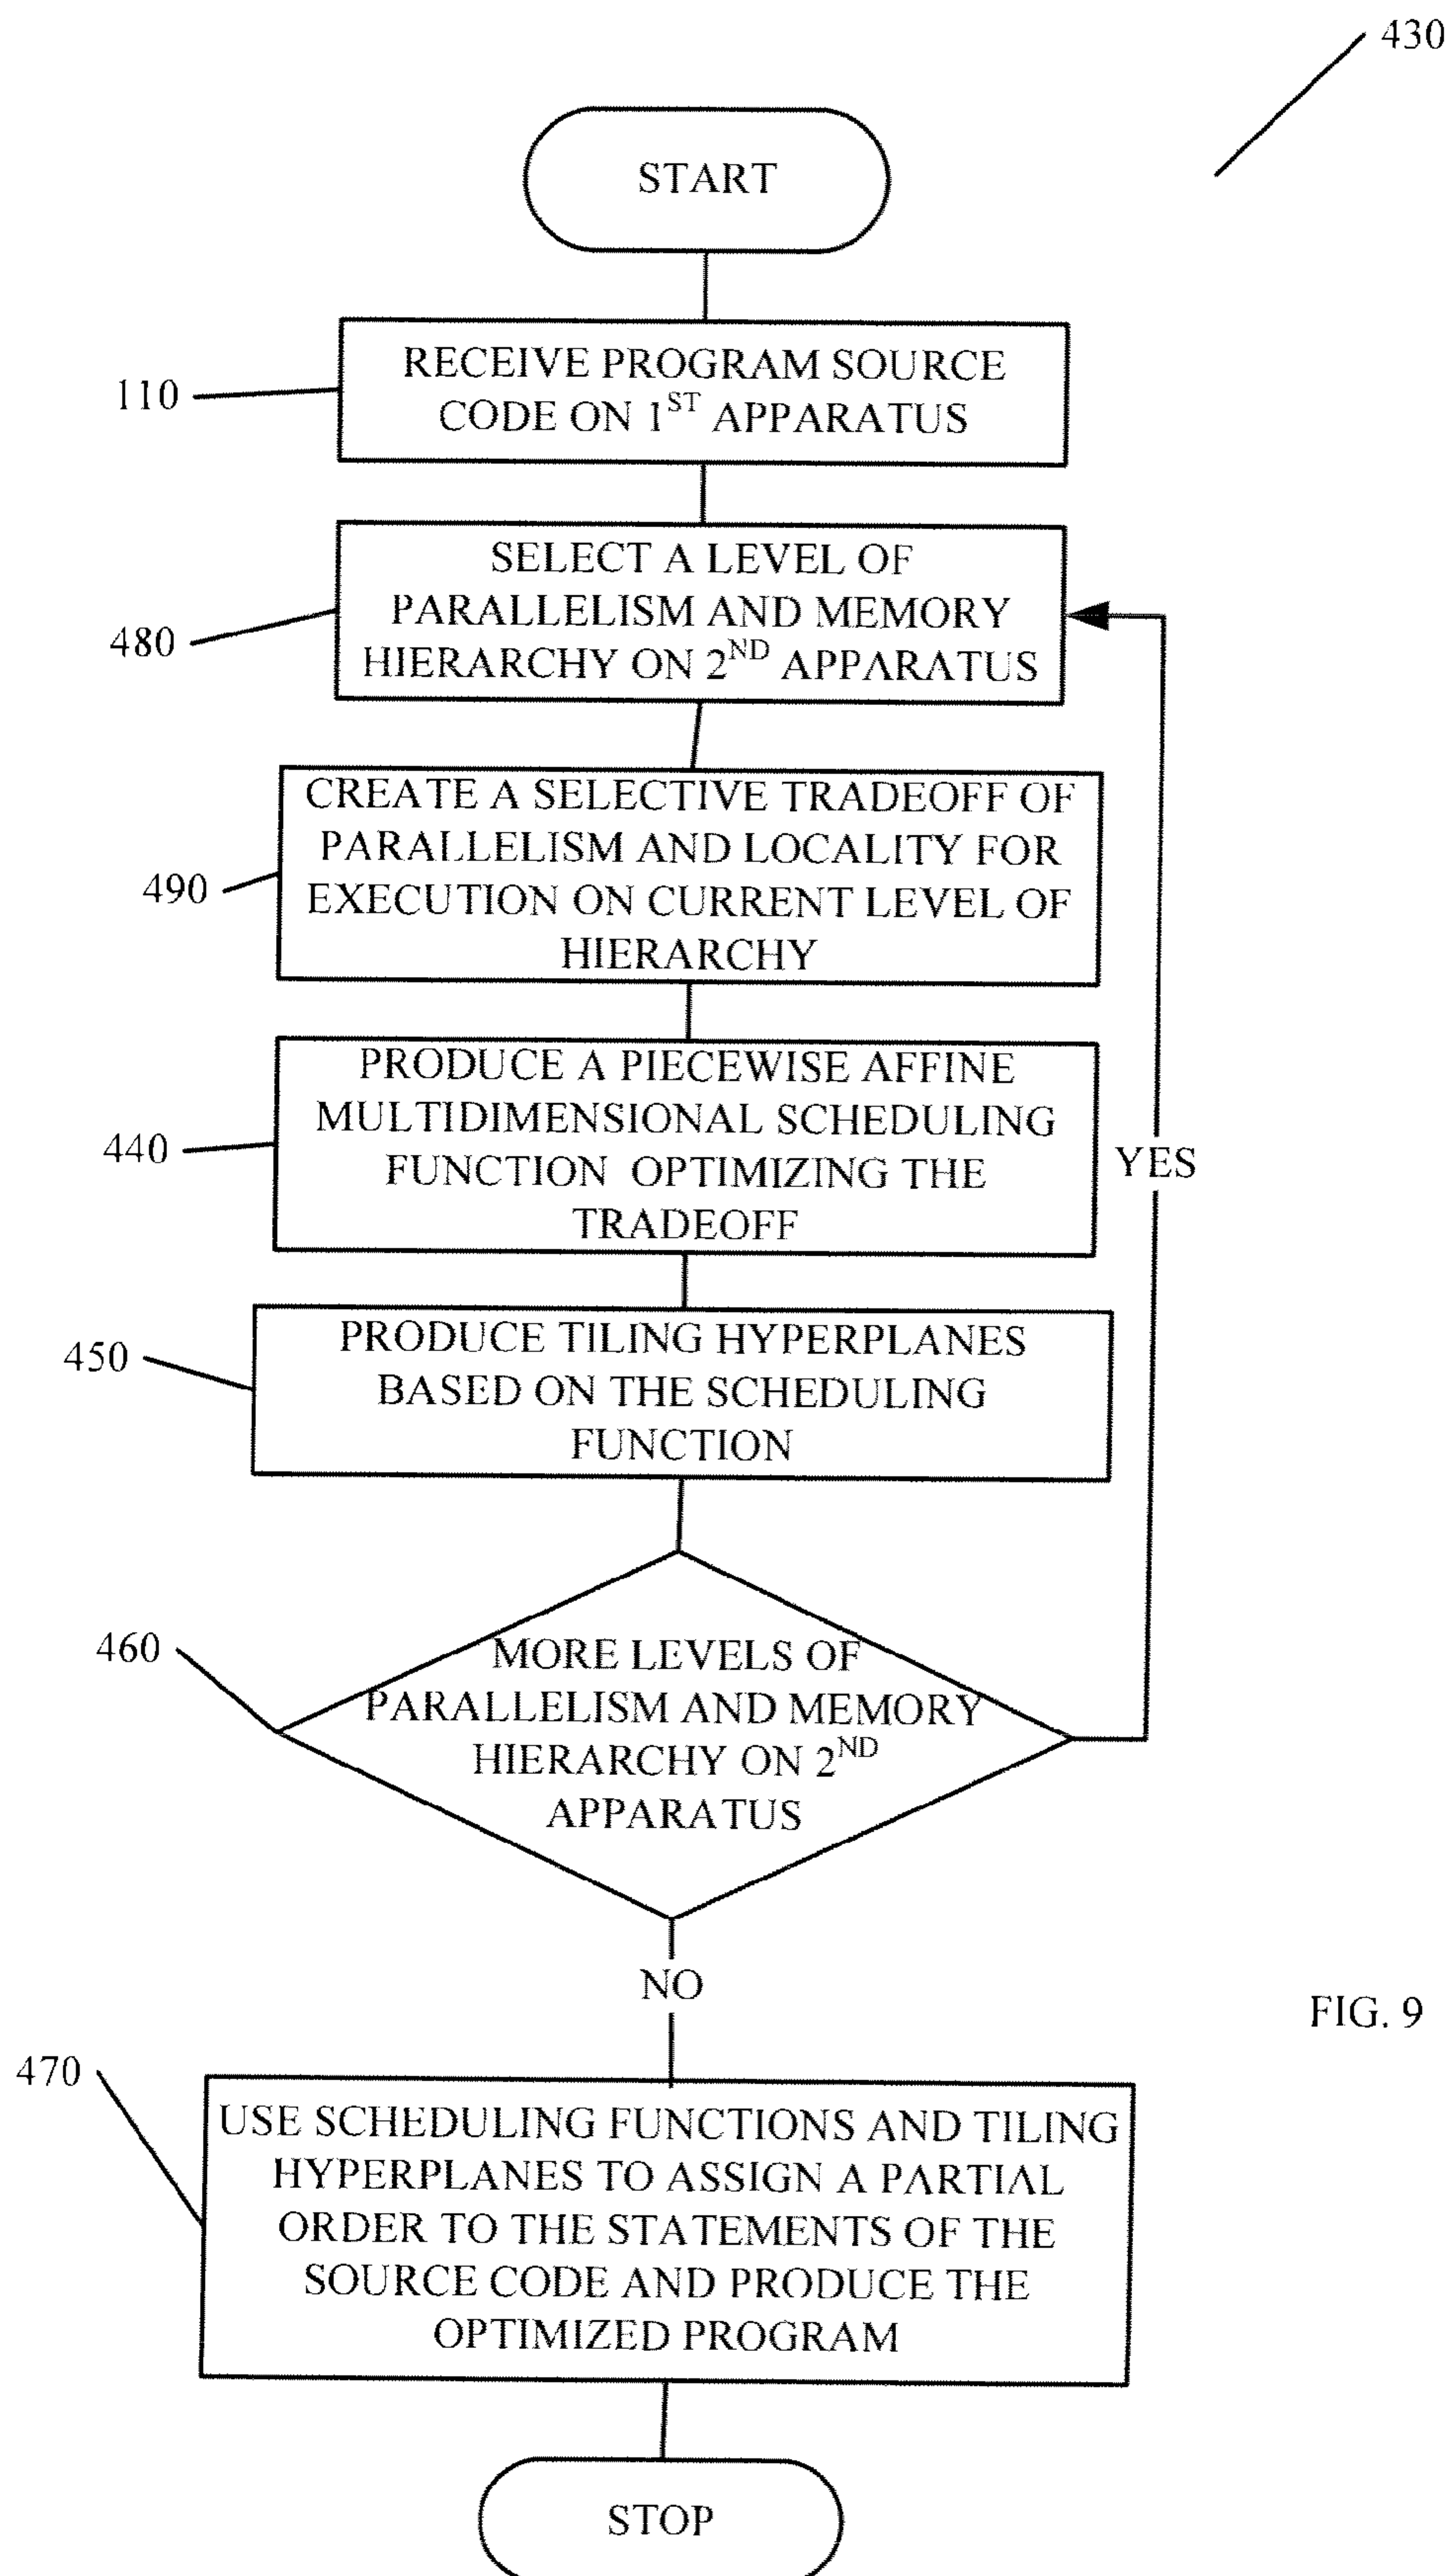 430
START
110
RECEIVE PROGRAM SOURCE
CODE ON 1ST APPARATUS
480
SELECT A LEVEL OF
PARALLELISM AND MEMORY
HIERARCHY ON 2ND APPARATUS
490
CREATE A SELECTIVE TRADEOFF OF
PARALLELISM AND LOCALITY FOR
EXECUTION ON CURRENT LEVEL OF
HIERARCHY
440
PRODUCE A PIECEWISE AFFINE
MULTIDIMENSIONAL SCHEDULING
FUNCTION OPTIMIZING THE
TRADEOFF
YES
450
PRODUCE TILING HYPERPLANES
BASED ON THE SCHEDULING
FUNCTION
460
MORE LEVELS OF
PARALLELISM AND MEMORY
HIERARCHY ON 2ND
APPARATUS
NO
FIG. 9
470
USE SCHEDULING FUNCTIONS AND TILING
HYPERPLANES TO ASSIGN A PARTIAL
ORDER TO THE STATEMENTS OF THE
SOURCE CODE AND PRODUCE THE
OPTIMIZED PROGRAM
STOP